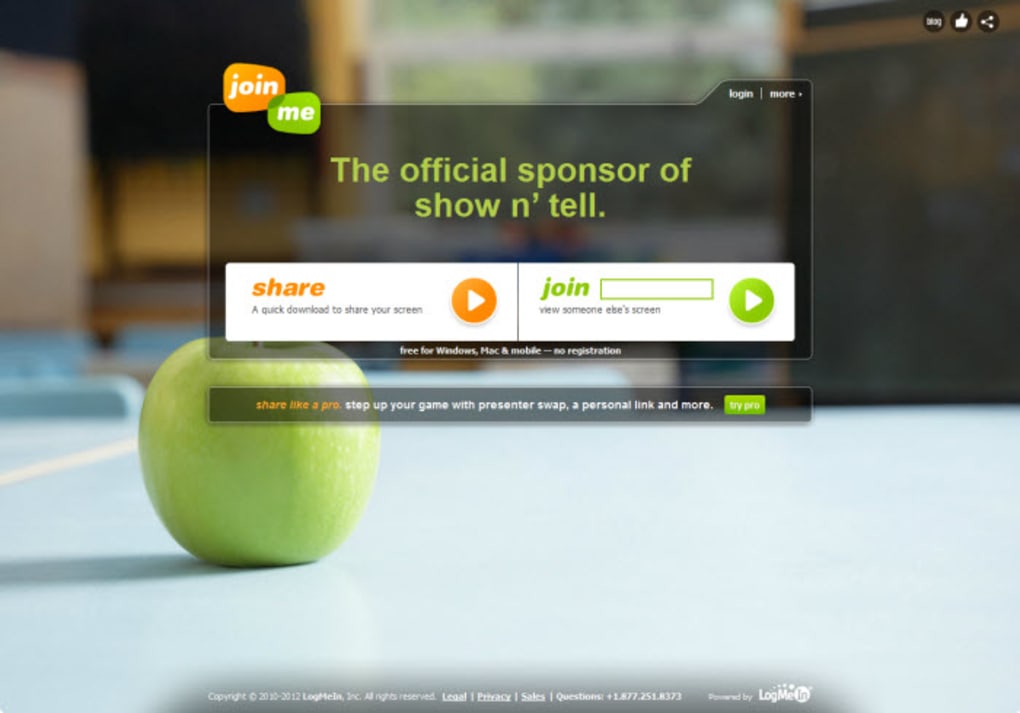 blog
join
me
login | more ›
The official sponsor of
show n' tell.
share
A quick download to share your screen
join
view someone else's screen
free for Windows, Mac & mobile — no registration
share like a pro. step up your game with presenter swap, a personal link and more. try pro
Copyright © 2010-2012 LogMeIn, Inc. All rights reserved. Legal | Privacy | Sales | Questions: +1.877.251.8373 Powered by LogMeIn